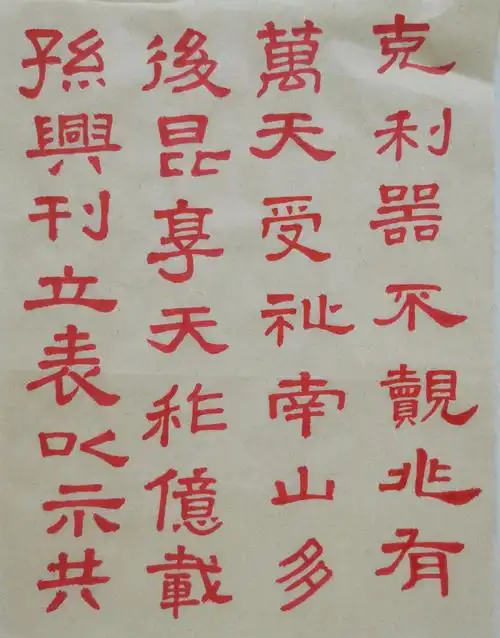 克利器不覿兆有
萬天受祉南山多
後昆享天祚億載
孫興刊立表以示共